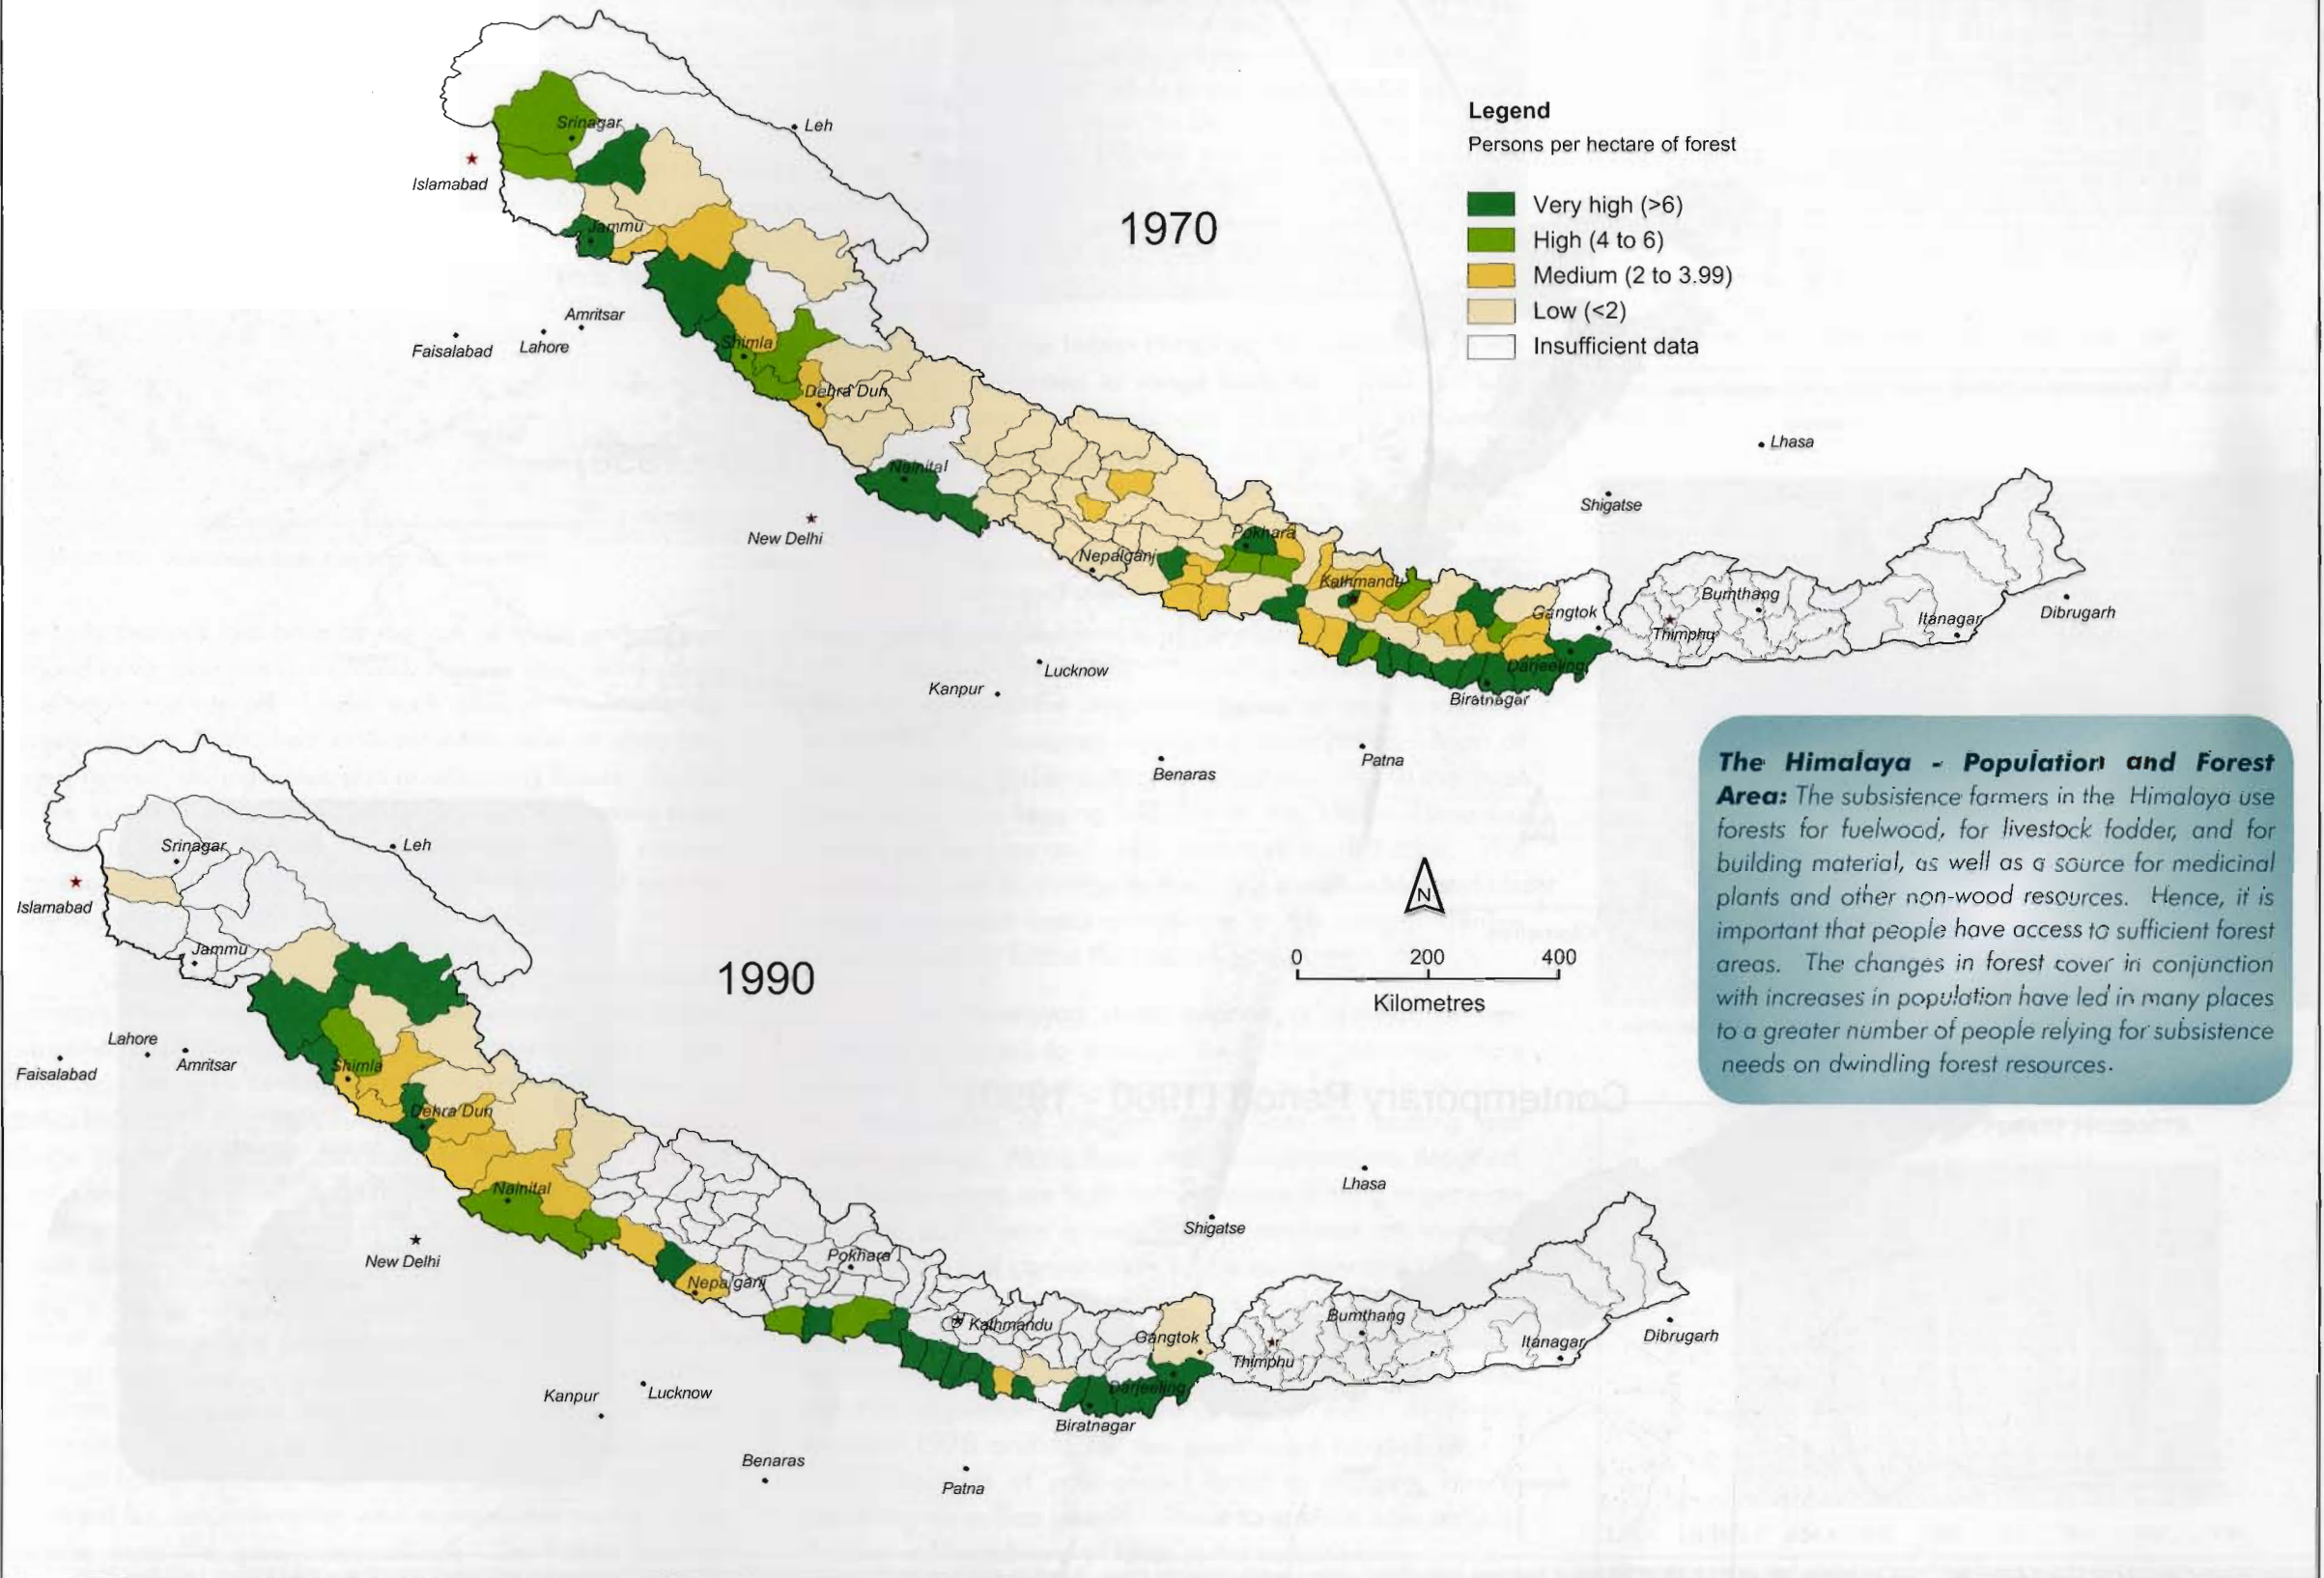 Srinagar
Leh
Islamabad
Jammu
Amritsar
Faisalabad
Lahore
Shimla
Dehra Dun
Nainital
New Delhi
Pokhara
Nepalganj
Kathmandu
Gangtok
Darjeeling
Biratnagar
Lucknow
Kanpur
Benaras
Patna
Lhasa
Shigatse
Bumthang
Thimphu
Itanagar
Dibrugarh
1970
Legend
Persons per hectare of forest
Very high (>6)
High (4 to 6)
Medium (2 to 3.99)
Low (<2)
Insufficient data
The Himalaya - Population and Forest
Area: The subsistence farmers in the Himalaya use
forests for fuelwood, for livestock fodder, and for
building material, as well as a source for medicinal
plants and other non-wood resources. Hence, it is
important that people have access to sufficient forest
areas. The changes in forest cover in conjunction
with increases in population have led in many places
to a greater number of people relying for subsistence
needs on dwindling forest resources.
N
0 200 400
Kilometres
1990
Srinagar
Leh
Islamabad
Jammu
Lahore
Faisalabad
Amritsar
Shimla
Dehra Dun
Nainital
New Delhi
Nepalganj
Pokhara
Kathmandu
Gangtok
Darjeeling
Biratnagar
Kanpur
Lucknow
Benaras
Patna
Lhasa
Shigatse
Bumthang
Thimphu
Itanagar
Dibrugarh